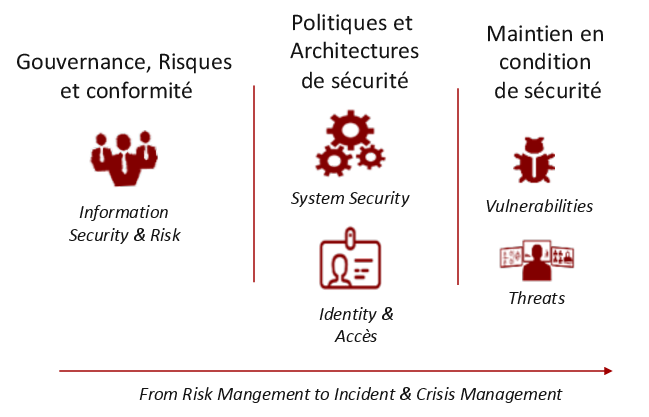 Gouvernance, Risques
et conformité
Information
Security & Risk
Politiques et
Architectures
de sécurité
System Security
Identity &
Accès
Maintien en
condition
de sécurité
Vulnerabilities
Threats
From Risk Mangement to Incident & Crisis Management